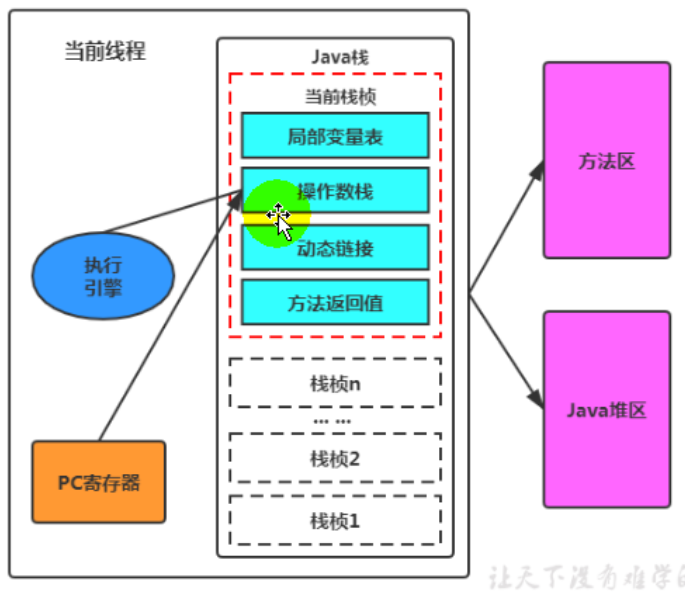 当前线程
Java栈
当前栈桢
局部变量表
操作数栈
动态链接
方法返回值
栈桢n
... ...
栈桢2
栈桢1
执行
引擎
PC寄存器
方法区
Java堆区
让天下没有难学的